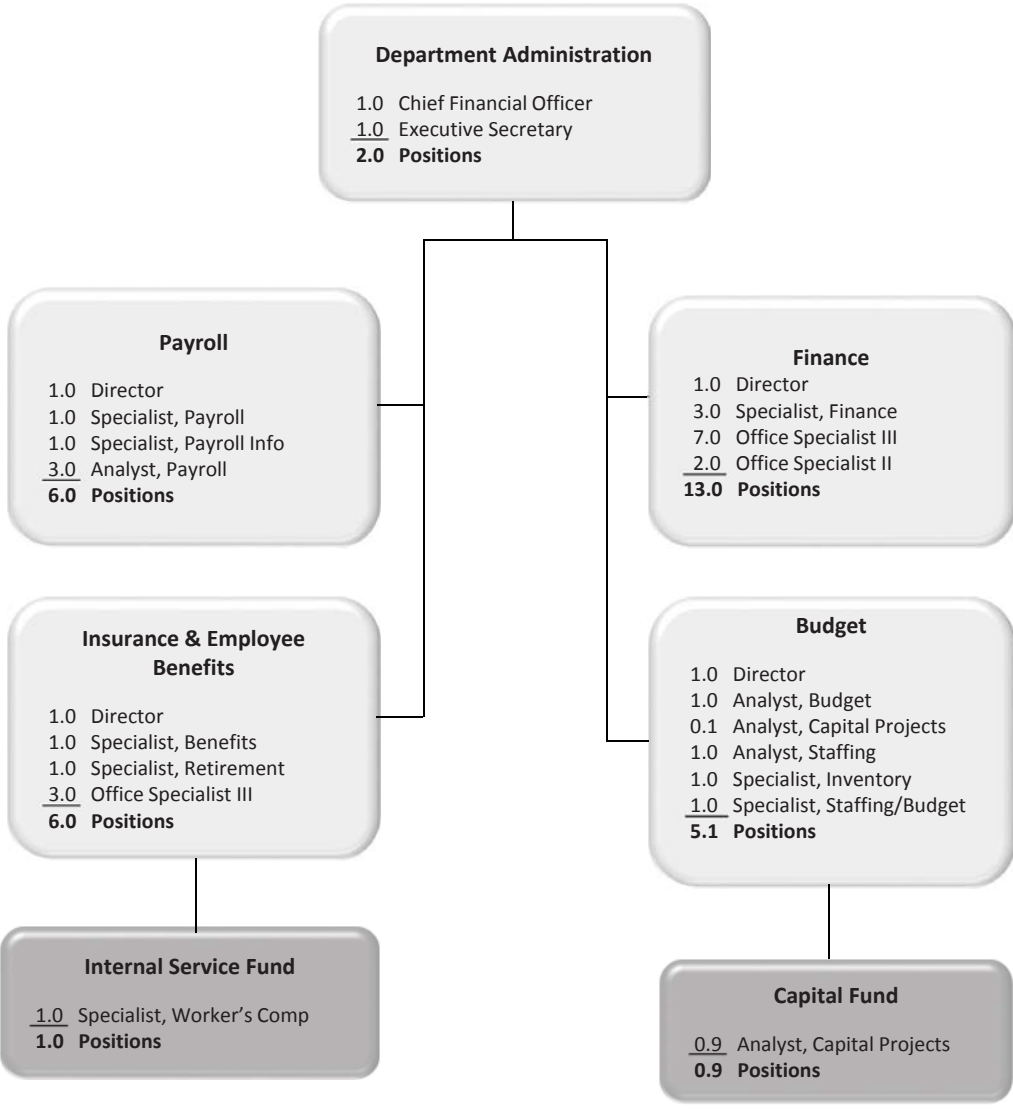 Department Administration
1.0 Chief Financial Officer
1.0 Executive Secretary
2.0 Positions
Payroll
1.0 Director
1.0 Specialist, Payroll
1.0 Specialist, Payroll Info
3.0 Analyst, Payroll
6.0 Positions
Finance
1.0 Director
3.0 Specialist, Finance
7.0 Office Specialist III
2.0 Office Specialist II
13.0 Positions
Insurance & Employee
Benefits
1.0 Director
1.0 Specialist, Benefits
1.0 Specialist, Retirement
3.0 Office Specialist III
6.0 Positions
Budget
1.0 Director
1.0 Analyst, Budget
0.1 Analyst, Capital Projects
1.0 Analyst, Staffing
1.0 Specialist, Inventory
1.0 Specialist, Staffing/Budget
5.1 Positions
Internal Service Fund
1.0 Specialist, Worker’s Comp
1.0 Positions
Capital Fund
0.9 Analyst, Capital Projects
0.9 Positions